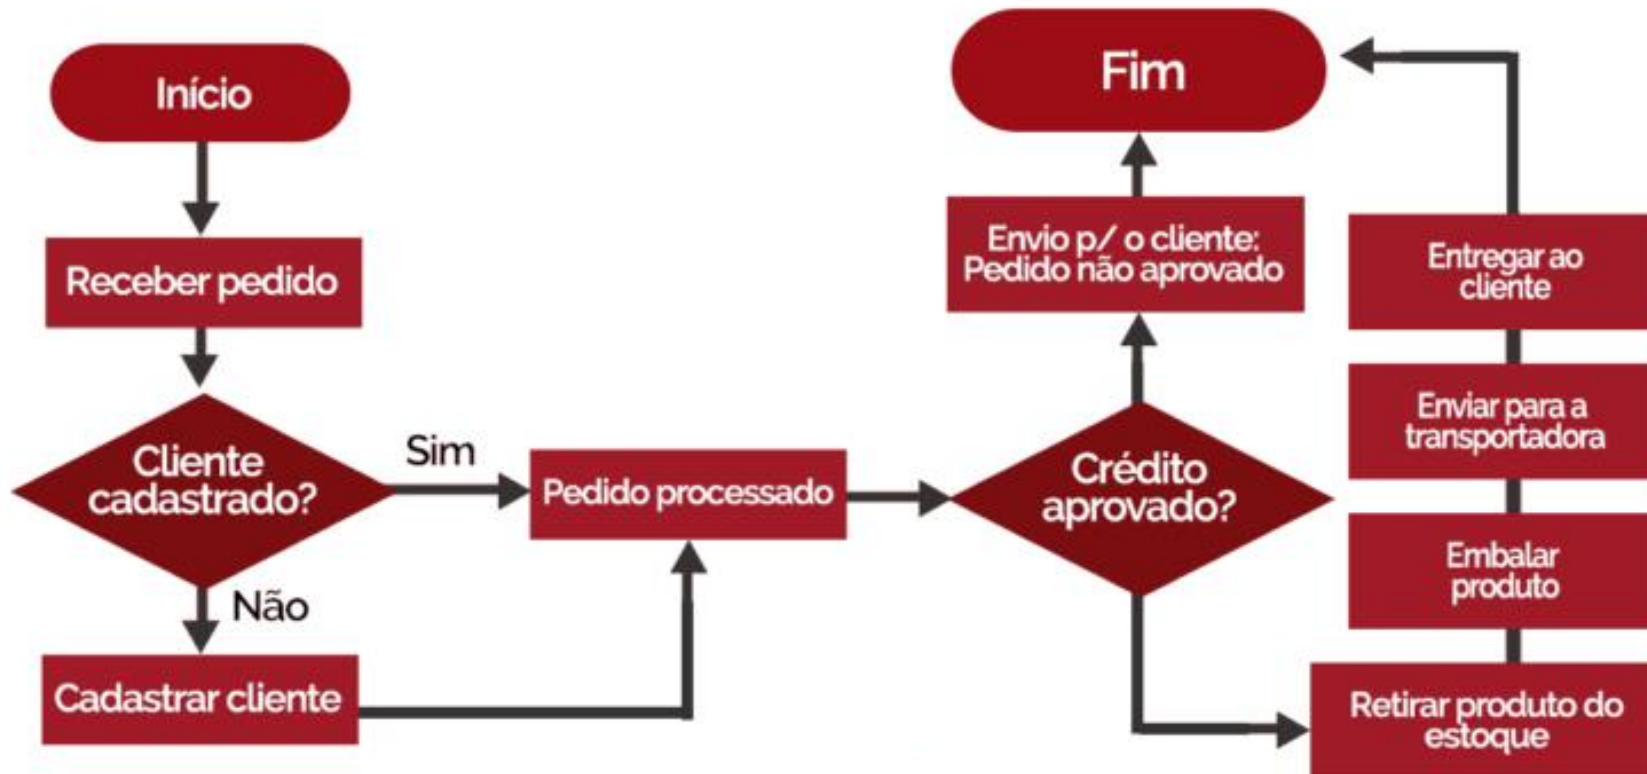 Início
Receber pedido
Cliente
cadastrado?
Sim
Não
Cadastrar cliente
Pedido processado
Crédito
aprovado?
Envio p/ o cliente:
Pedido não aprovado
Fim
Retirar produto do
estoque
Embalar
produto
Enviar para a
transportadora
Entregar ao
cliente